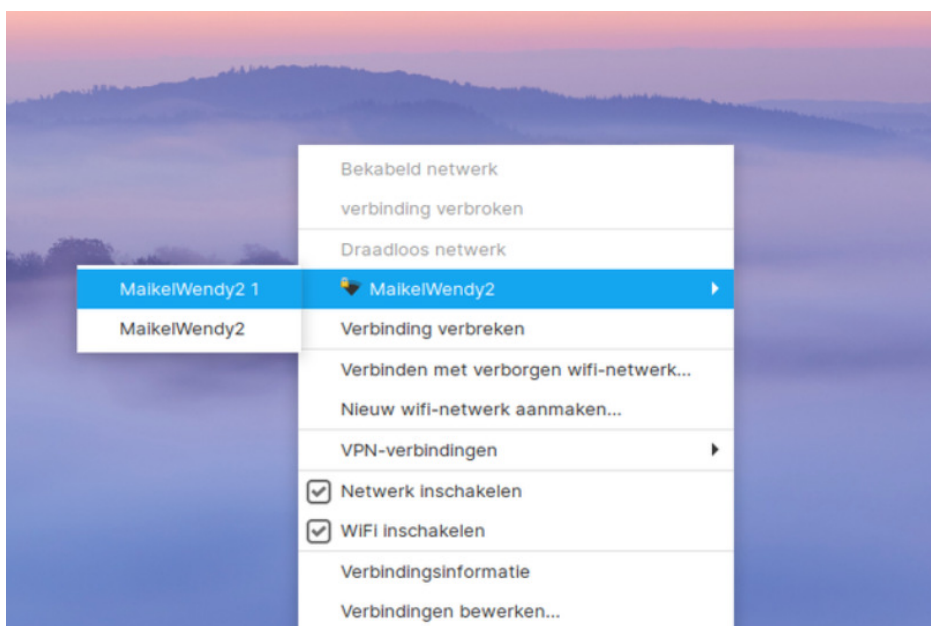 Bekabeld netwerk
verbinding verbroken
Draadloos netwerk
MaikelWendy2
MaikelWendy2 1
MaikelWendy2
Verbinding verbreken
Verbinden met verborgen wifi-netwerk...
Nieuw wifi-netwerk aanmaken...
VPN-verbindingen
Netwerk inschakelen
WiFi inschakelen
Verbindingsinformatie
Verbindingen bewerken...